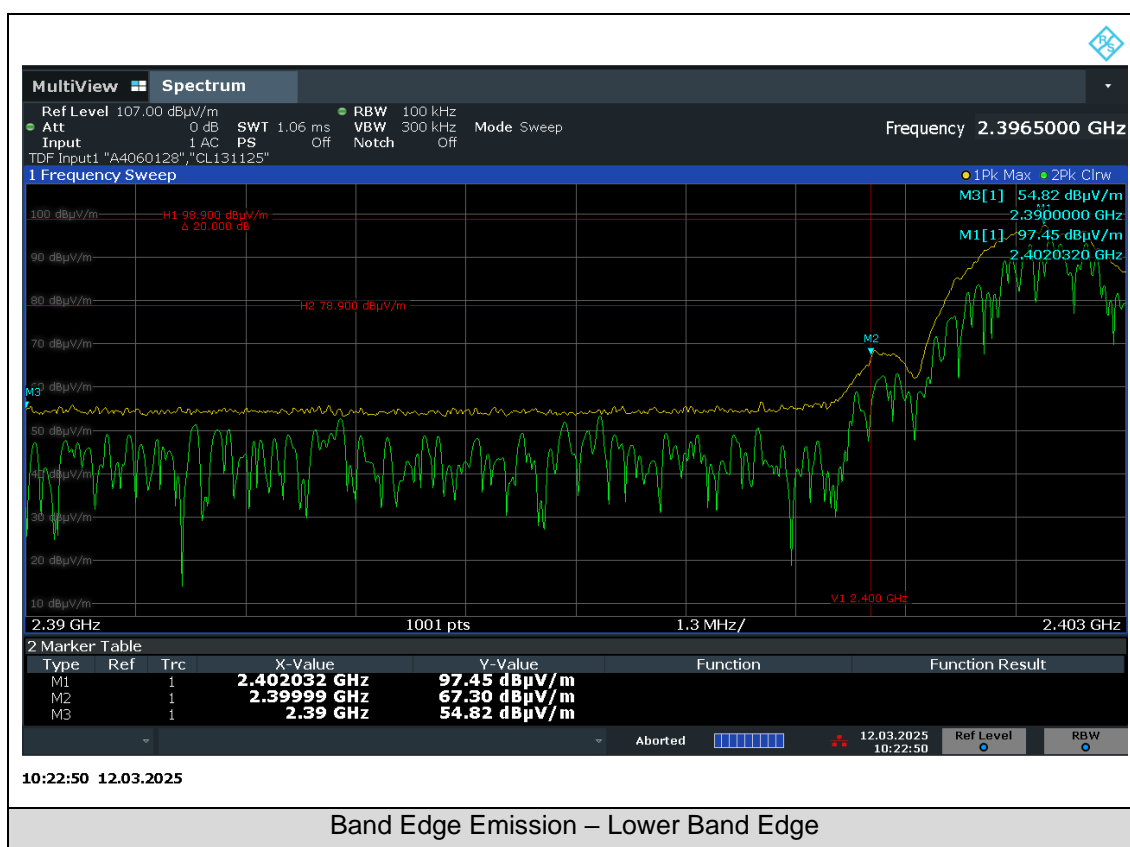 R&S
MultiView Spectrum
Ref Level 107.00 dBµV/m RBW 100 kHz
Att 0 dB SWT 1.06 ms VBW 300 kHz Mode Sweep Frequency 2.3965000 GHz
Input 1 AC PS Off Notch Off
TDF Input1 "A4060128","CL131125"
1 Frequency Sweep 1Pk Max 2Pk Clrw
M3[1] 54.82 dBµV/m
2.3900000 GHz
M1[1] 97.45 dBµV/m
2.4020320 GHz
M1
100 dBµV/m
H1 98.900 dBµV/m
Δ 20.000 dB
90 dBµV/m
80 dBµV/m
H2 78.900 dBµV/m
70 dBµV/m
M2
60 dBµV/m
M3
50 dBµV/m
40 dBµV/m
30 dBµV/m
20 dBµV/m
10 dBµV/m
V1 2.400 GHz
2.39 GHz 1001 pts 1.3 MHz/ 2.403 GHz
2 Marker Table
Type Ref Trc X-Value Y-Value Function Function Result
M1 1 2.402032 GHz 97.45 dBµV/m
M2 1 2.39999 GHz 67.30 dBµV/m
M3 1 2.39 GHz 54.82 dBµV/m
Aborted 12.03.2025 10:22:50 Ref Level RBW
10:22:50 12.03.2025
Band Edge Emission – Lower Band Edge